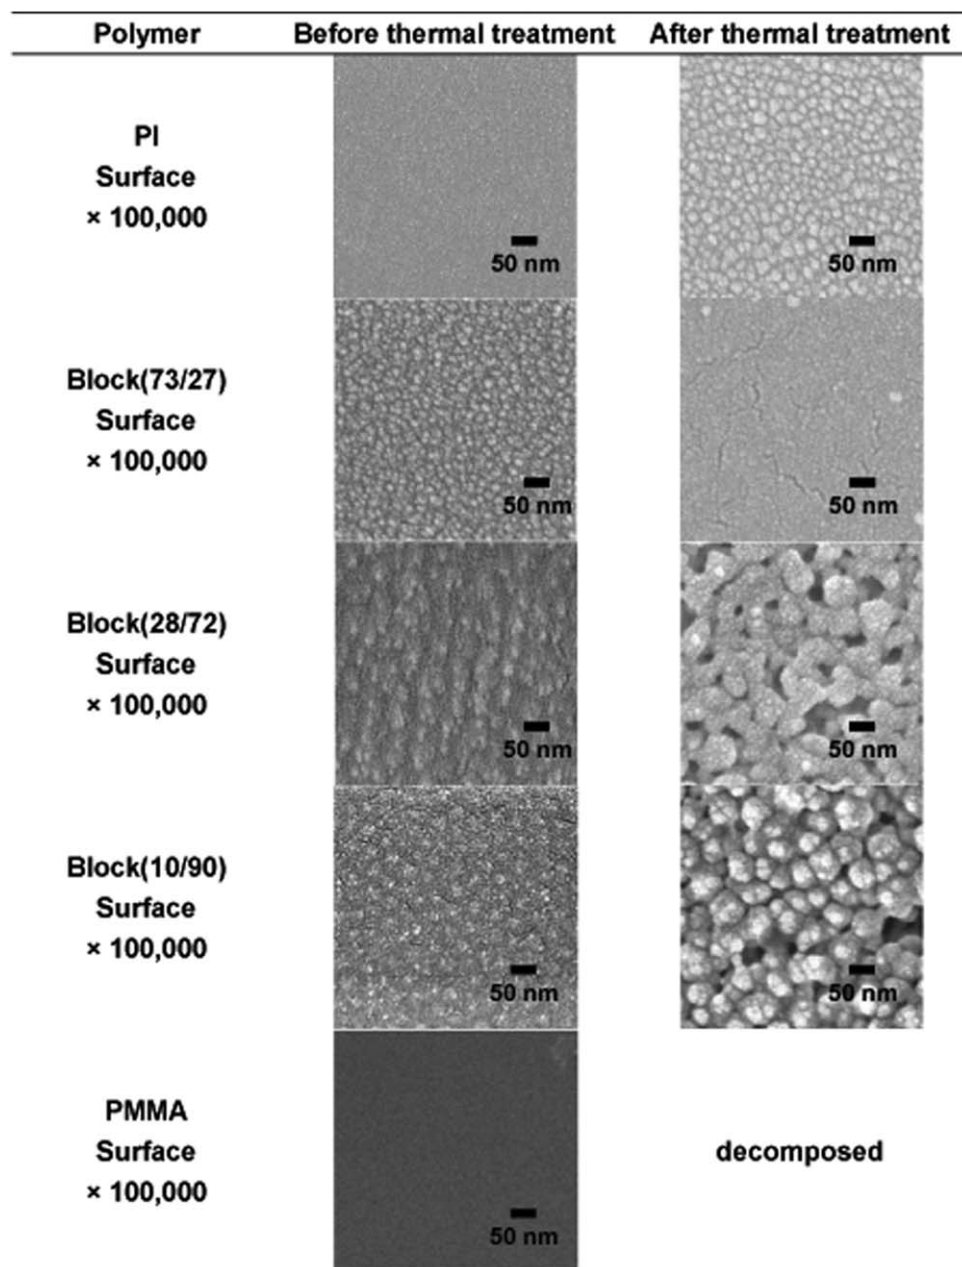 Polymer Before thermal treatment After thermal treatment
PI
Surface
× 100,000
50 nm
50 nm
Block(73/27)
Surface
× 100,000
50 nm
50 nm
Block(28/72)
Surface
× 100,000
50 nm
50 nm
Block(10/90)
Surface
× 100,000
50 nm
50 nm
PMMA
Surface
× 100,000
50 nm
decomposed